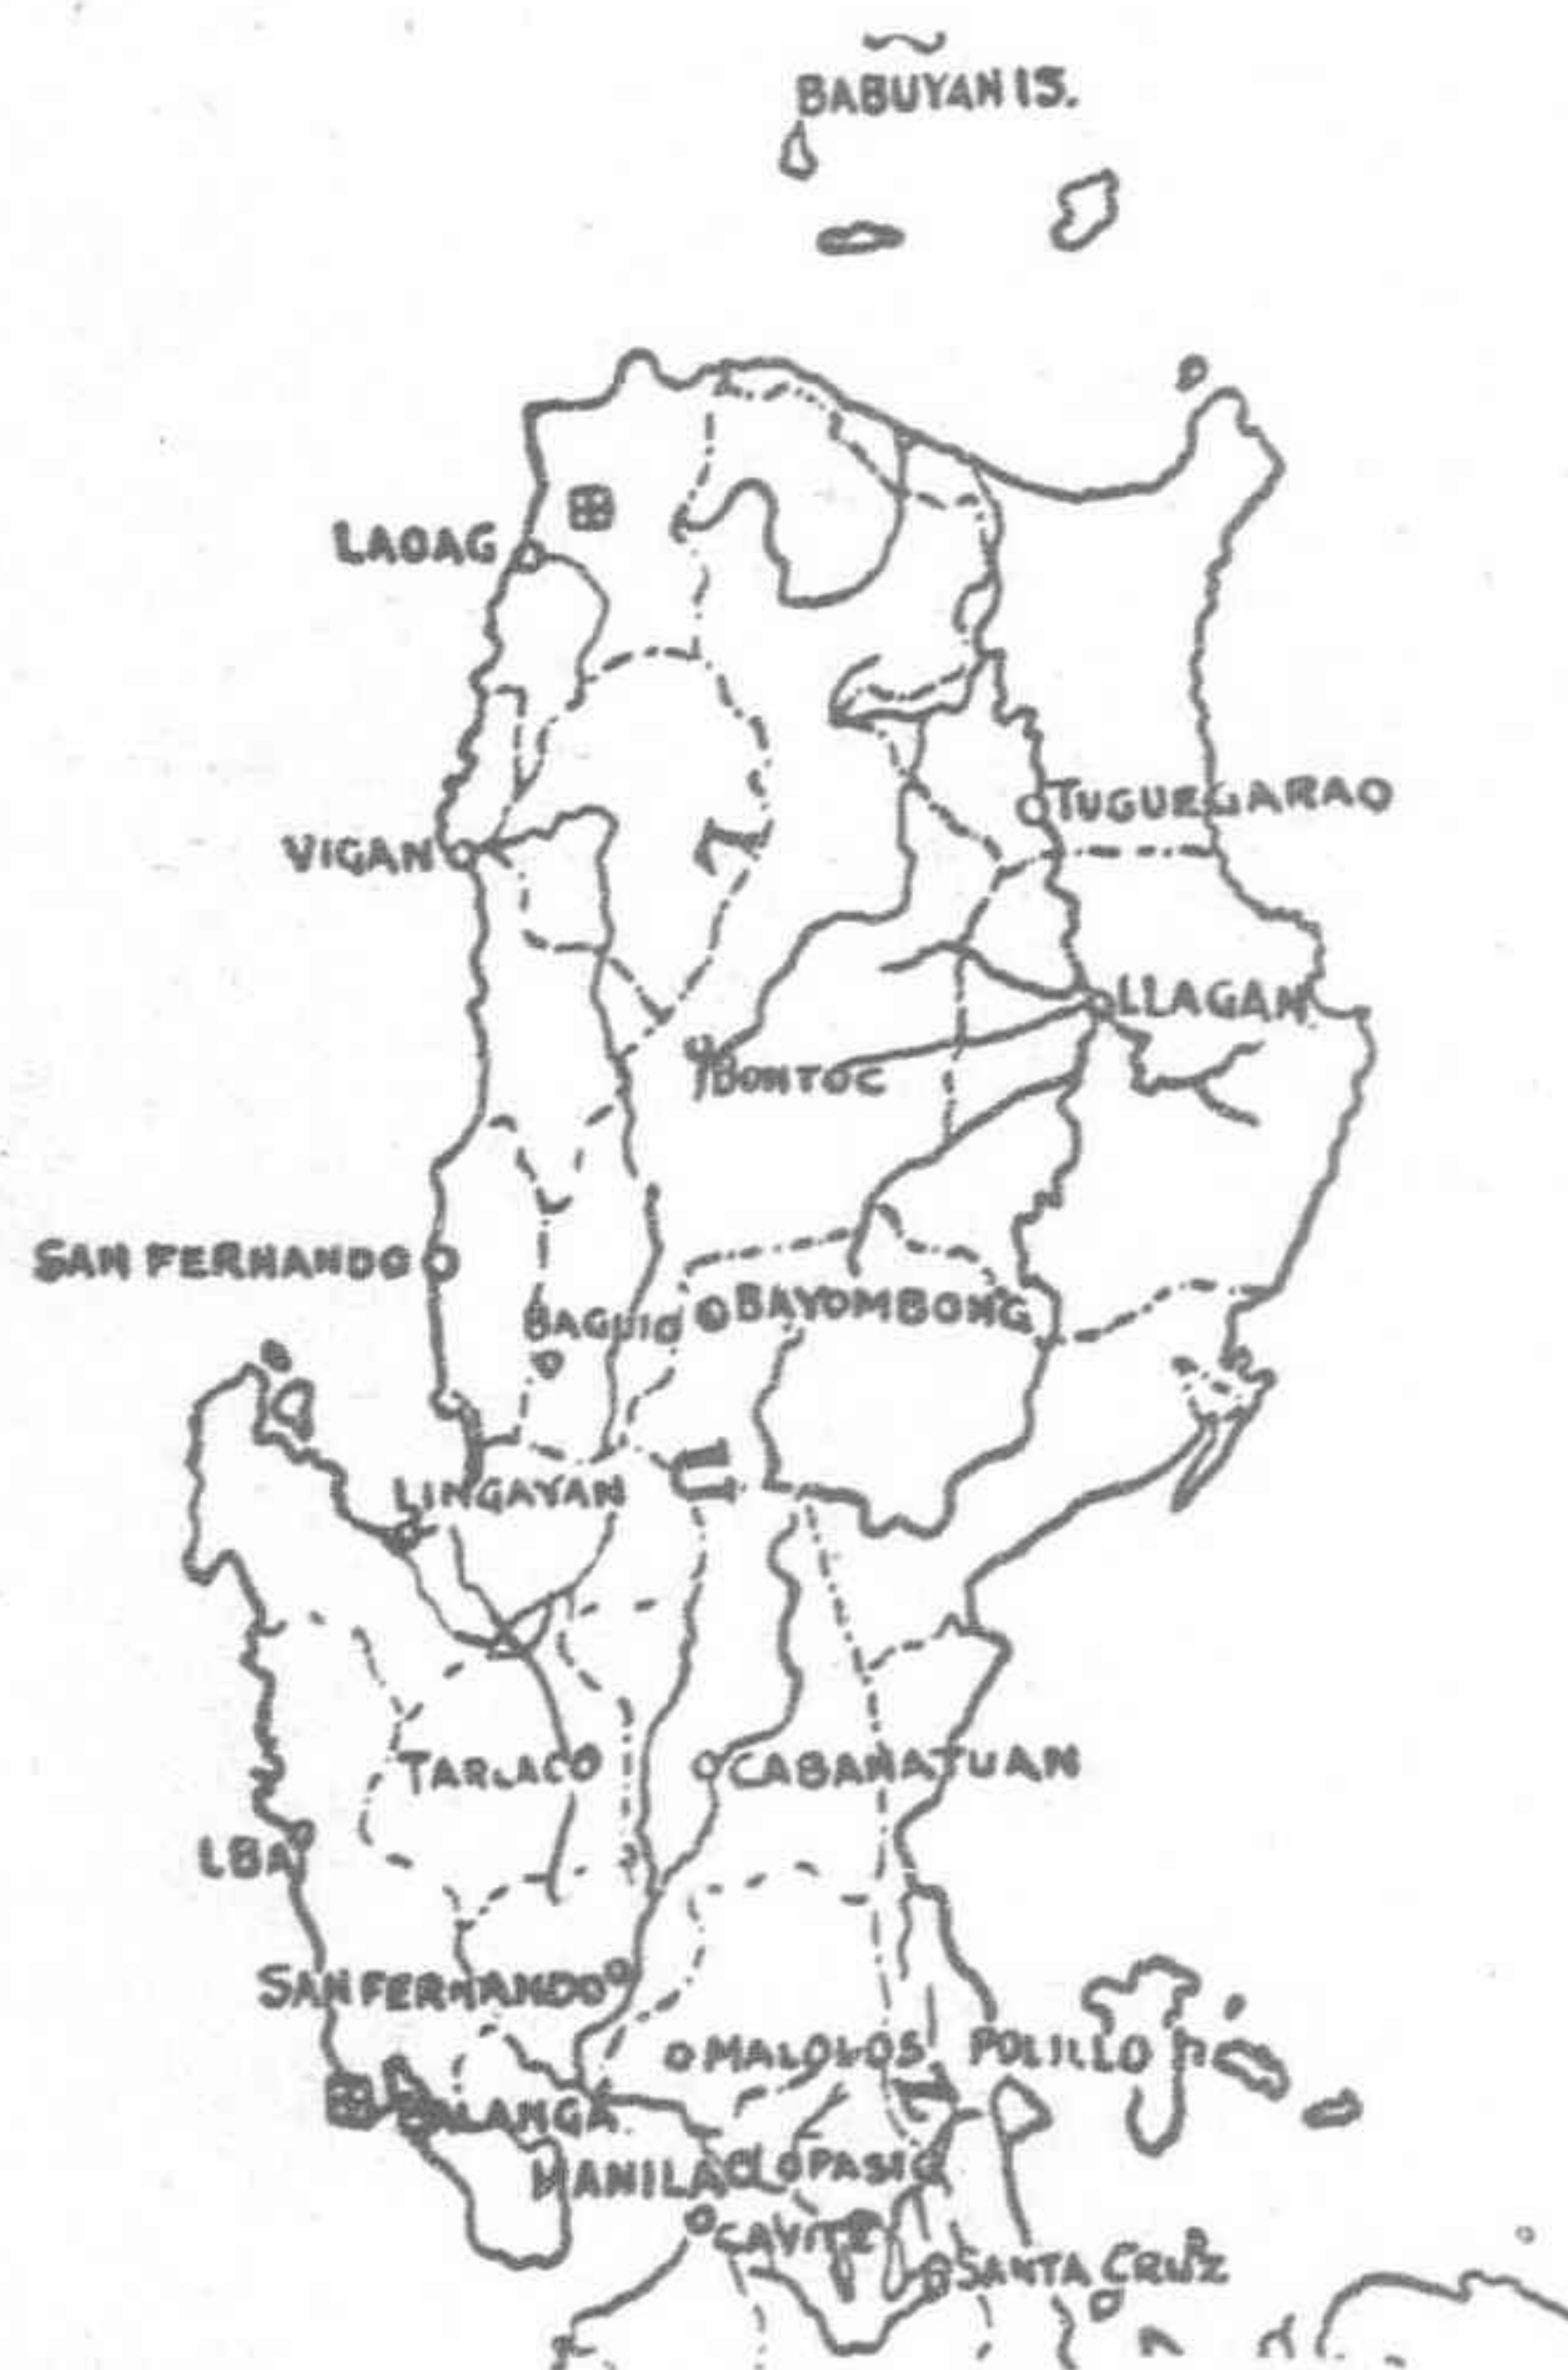 BABUYAN IS.
LAOAG
TUGUEGARAO
VIGAN
LLAGAN
BONTOC
SAN FERNANDO
BAGUIO
BAYOMBONG
LINGAYAN
TARLAC
CABANATUAN
LBA
SAN FERNANDO
MALOLOS
POLILLO
BALANGA
MANILA
PASIG
CAVITE
SANTA CRUZ